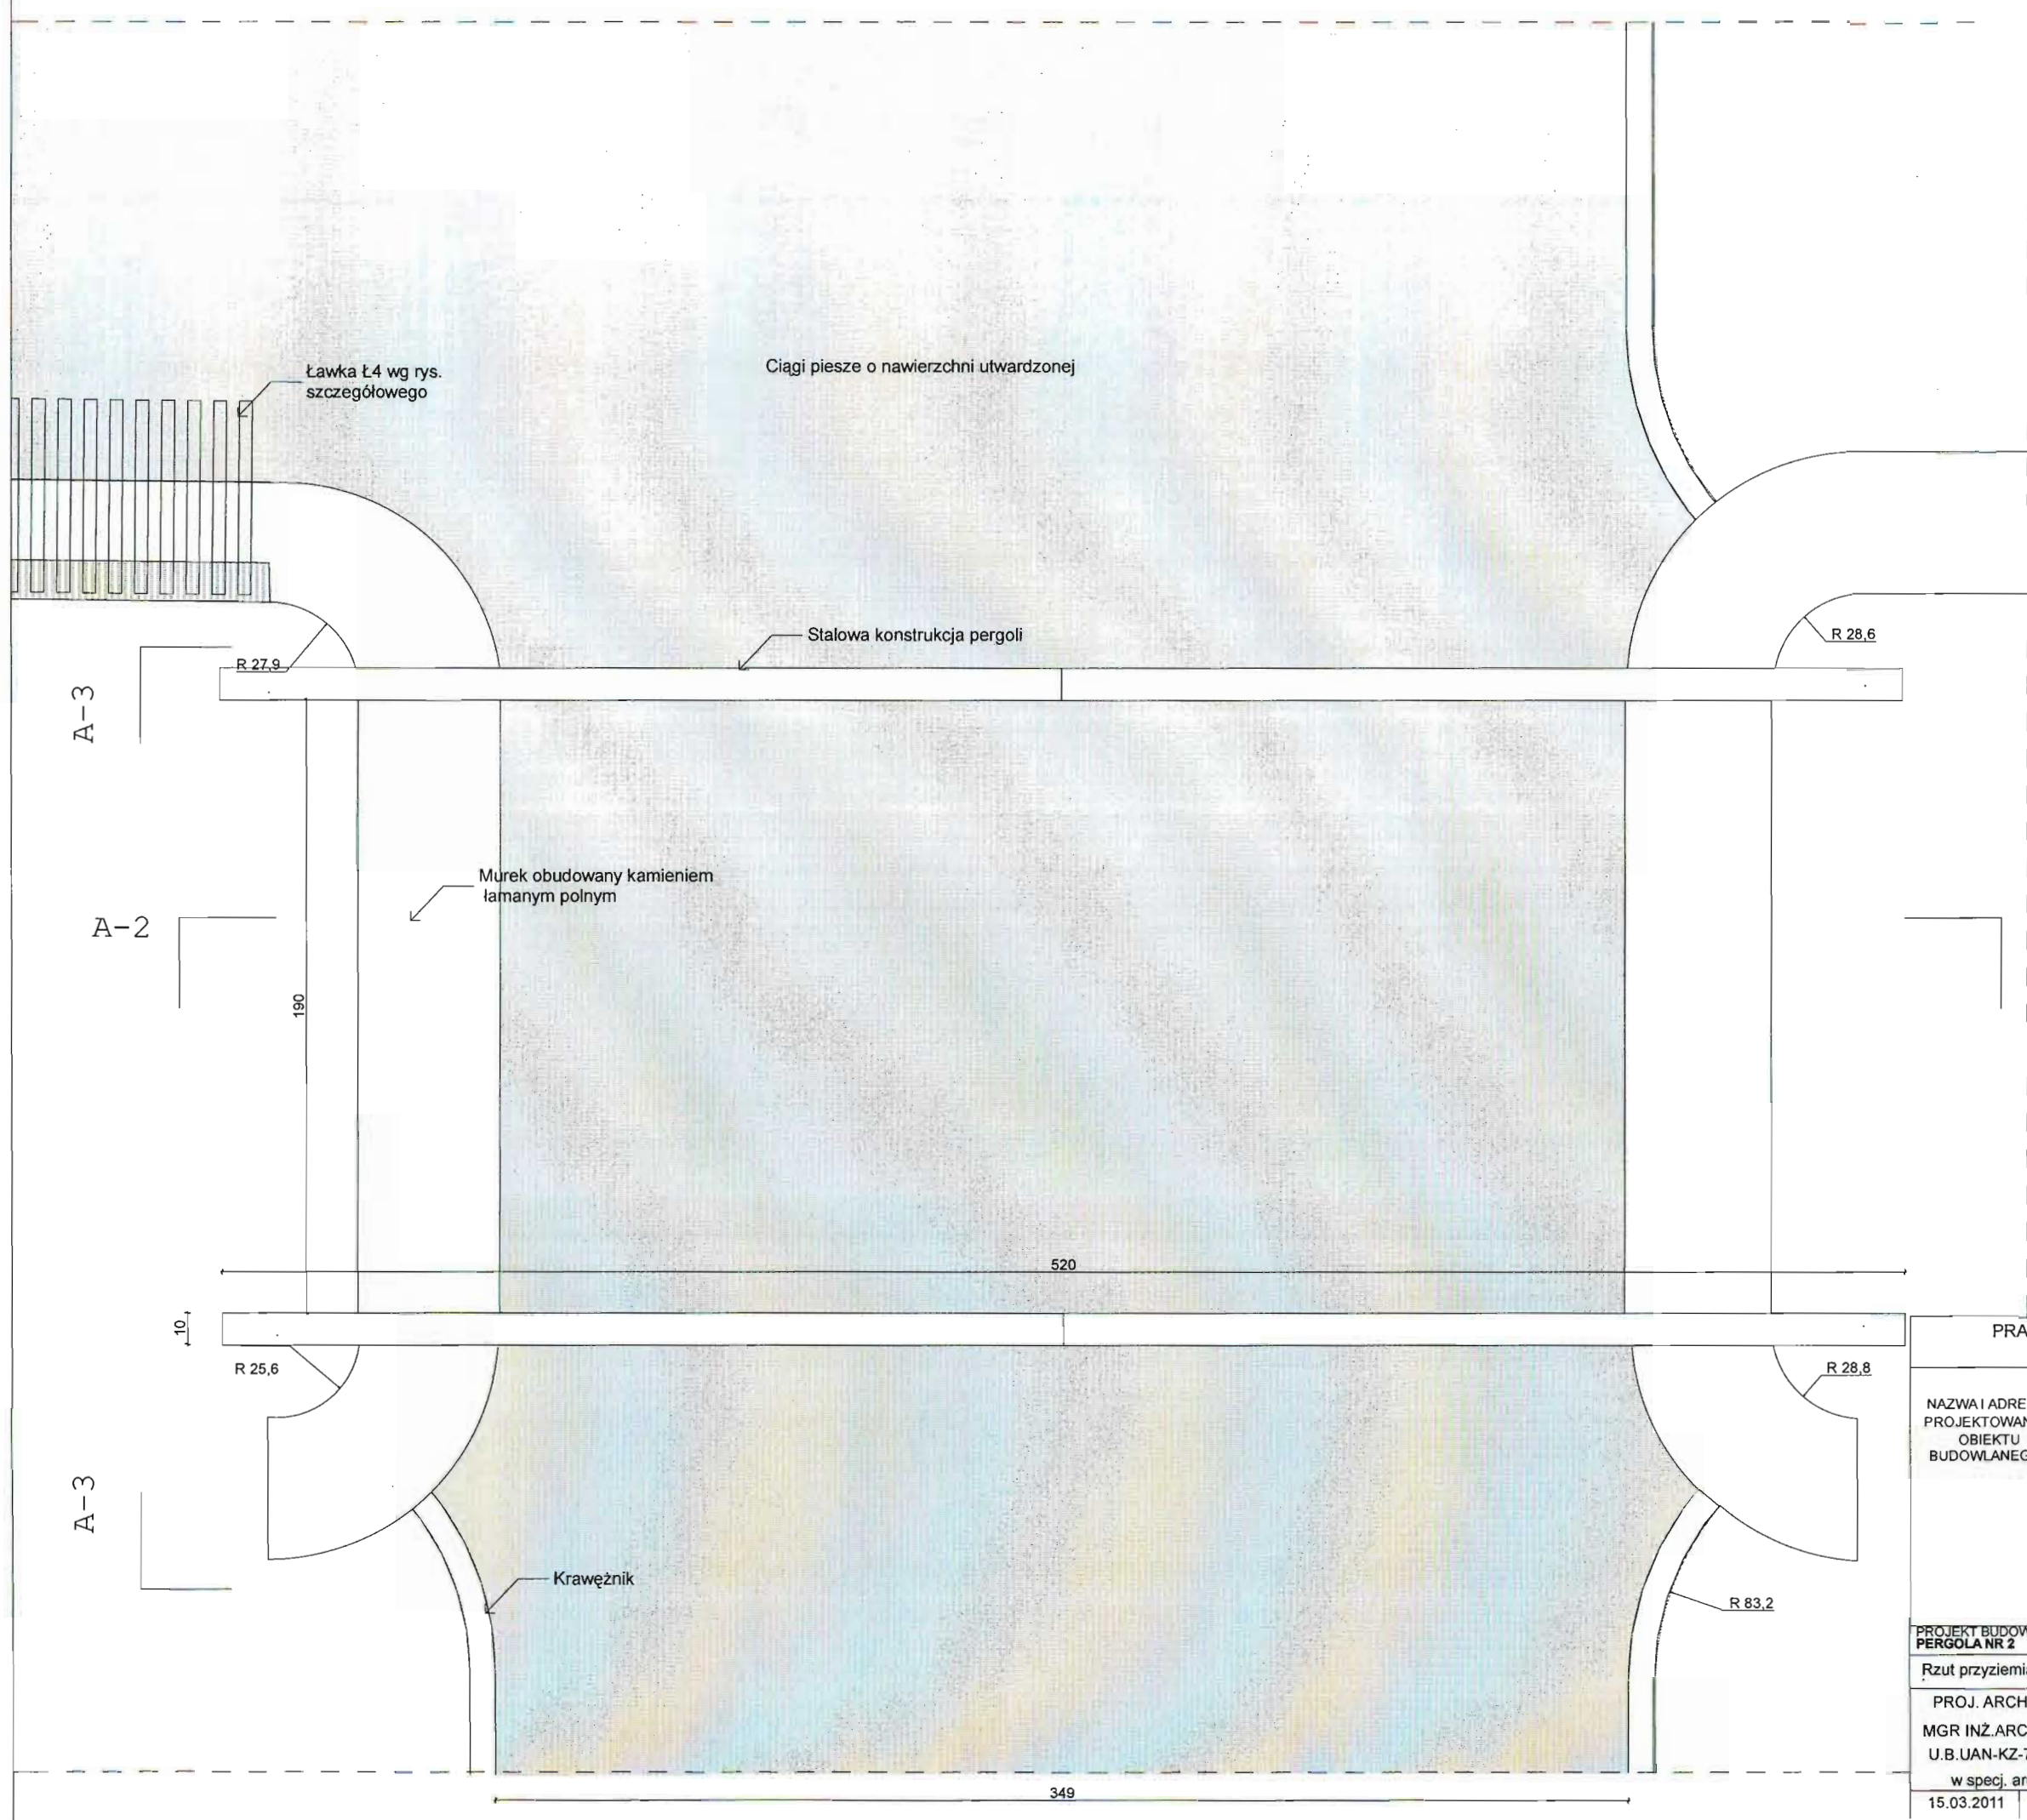 Ławka Ł4 wg rys.
szczegółowego
Ciągi piesze o nawierzchni utwardzonej
Stalowa konstrukcja pergoli
R 27,9
R 28,6
A-3
Murek obudowany kamieniem
łamanym polnym
A-2
190
520
10
R 25,6
R 28,8
A-3
Krawężnik
R 83,2
349
PRA
NAZWA I ADRE
PROJEKTOWAN
OBIEKTU
BUDOWLANEG
PROJEKT BUDOW
PERGOLA NR 2
Rzut przyziemi
PROJ. ARCH
MGR INŻ.ARC
U.B.UAN-KZ-7
w specj. ar
15.03.2011